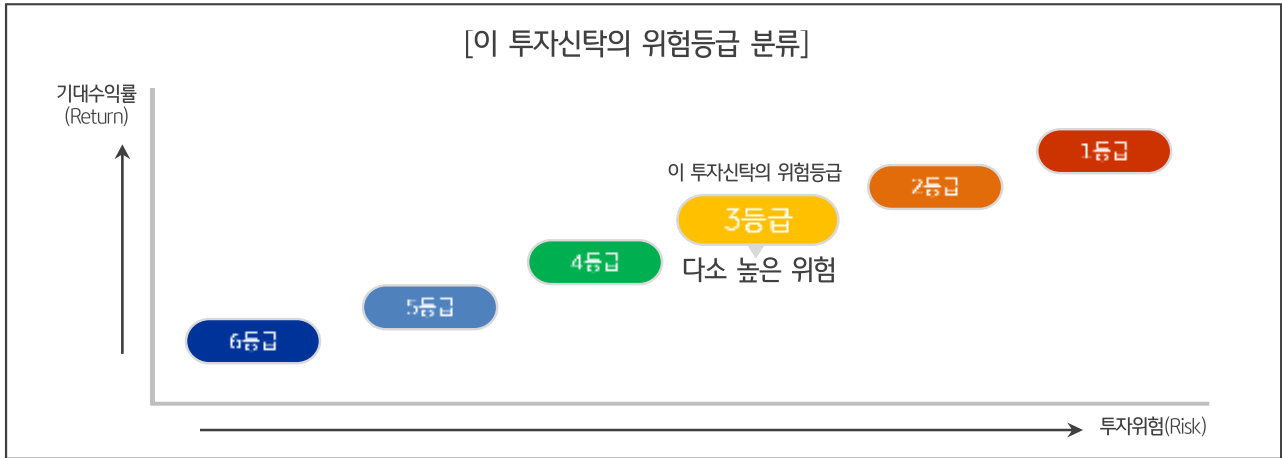 [이 투자신탁의 위험등급 분류]
기대수익률
(Return)
1등급
이 투자신탁의 위험등급
2등급
3등급
4등급
다소 높은 위험
5등급
6등급
투자위험(Risk)